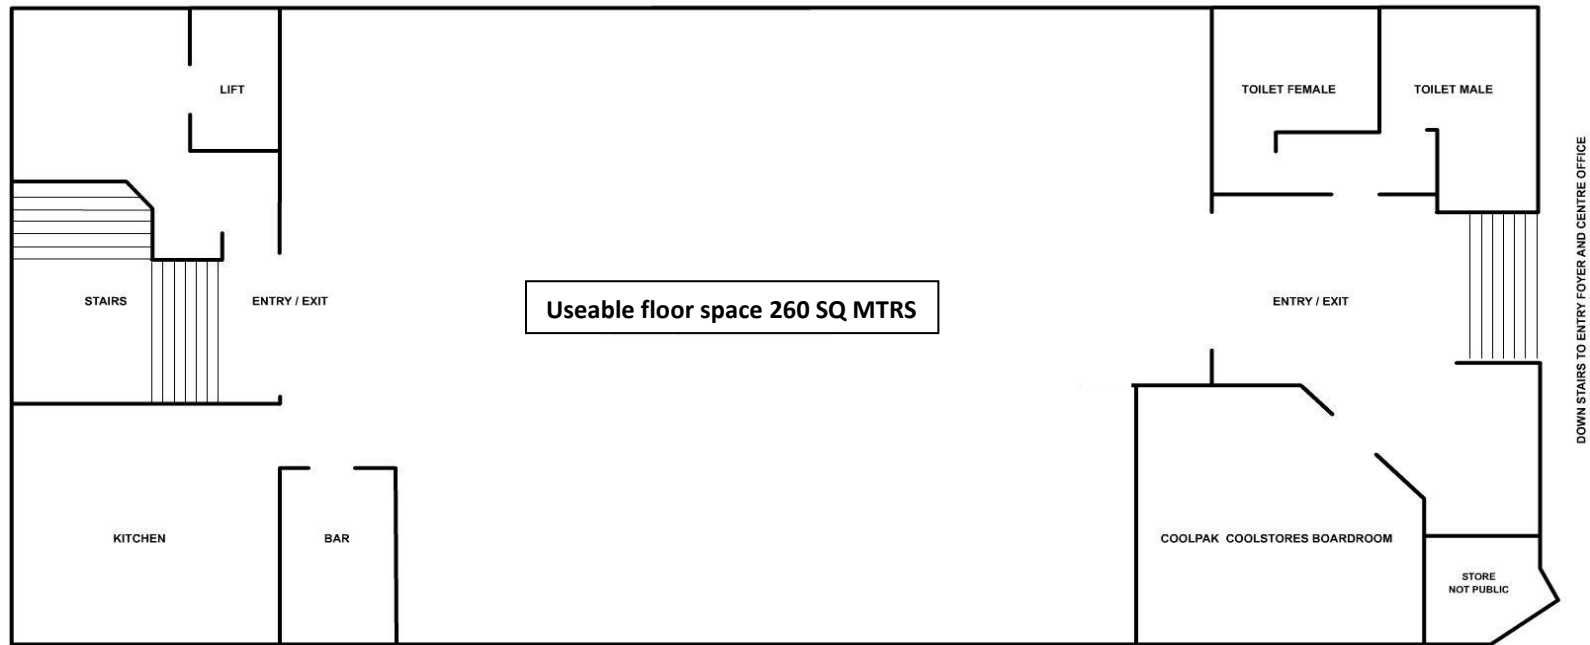 LIFT
TOILET FEMALE
TOILET MALE
STAIRS
ENTRY / EXIT
Useable floor space 260 SQ MTRS
ENTRY / EXIT
DOWN STAIRS TO ENTRY FOYER AND CENTRE OFFICE
KITCHEN
BAR
COOLPAK COOLSTORES BOARDROOM
STORE
NOT PUBLIC